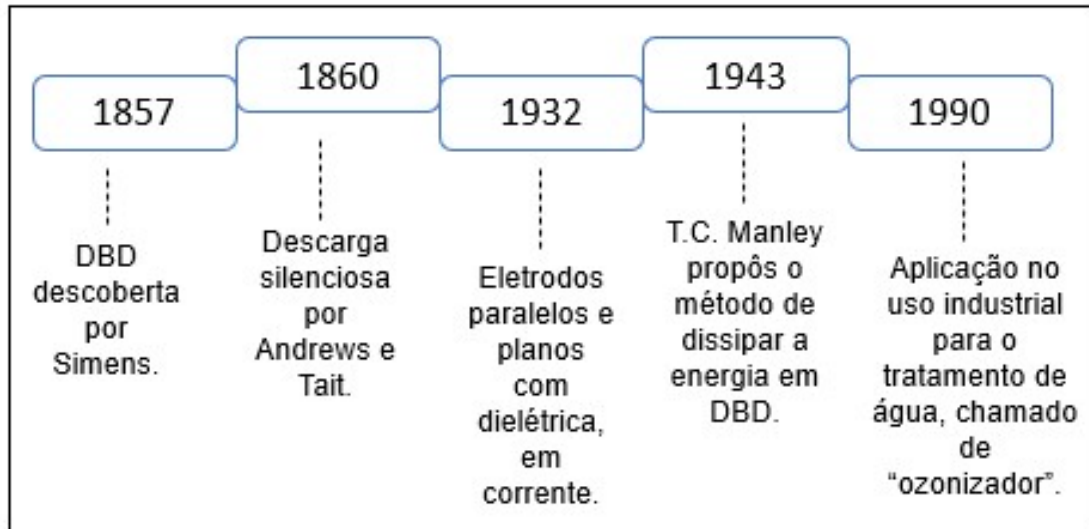 1857
DBD
descoberta
por
Simens.
1860
Descarga
silenciosa
por
Andrews e
Tait.
1932
Eletrodos
paralelos e
planos
com
dielétrica,
em
corrente.
1943
T.C. Manley
propôs o
método de
dissipar a
energia em
DBD.
1990
Aplicação no
uso industrial
para o
tratamento de
água, chamado
de
“ozonizador”.